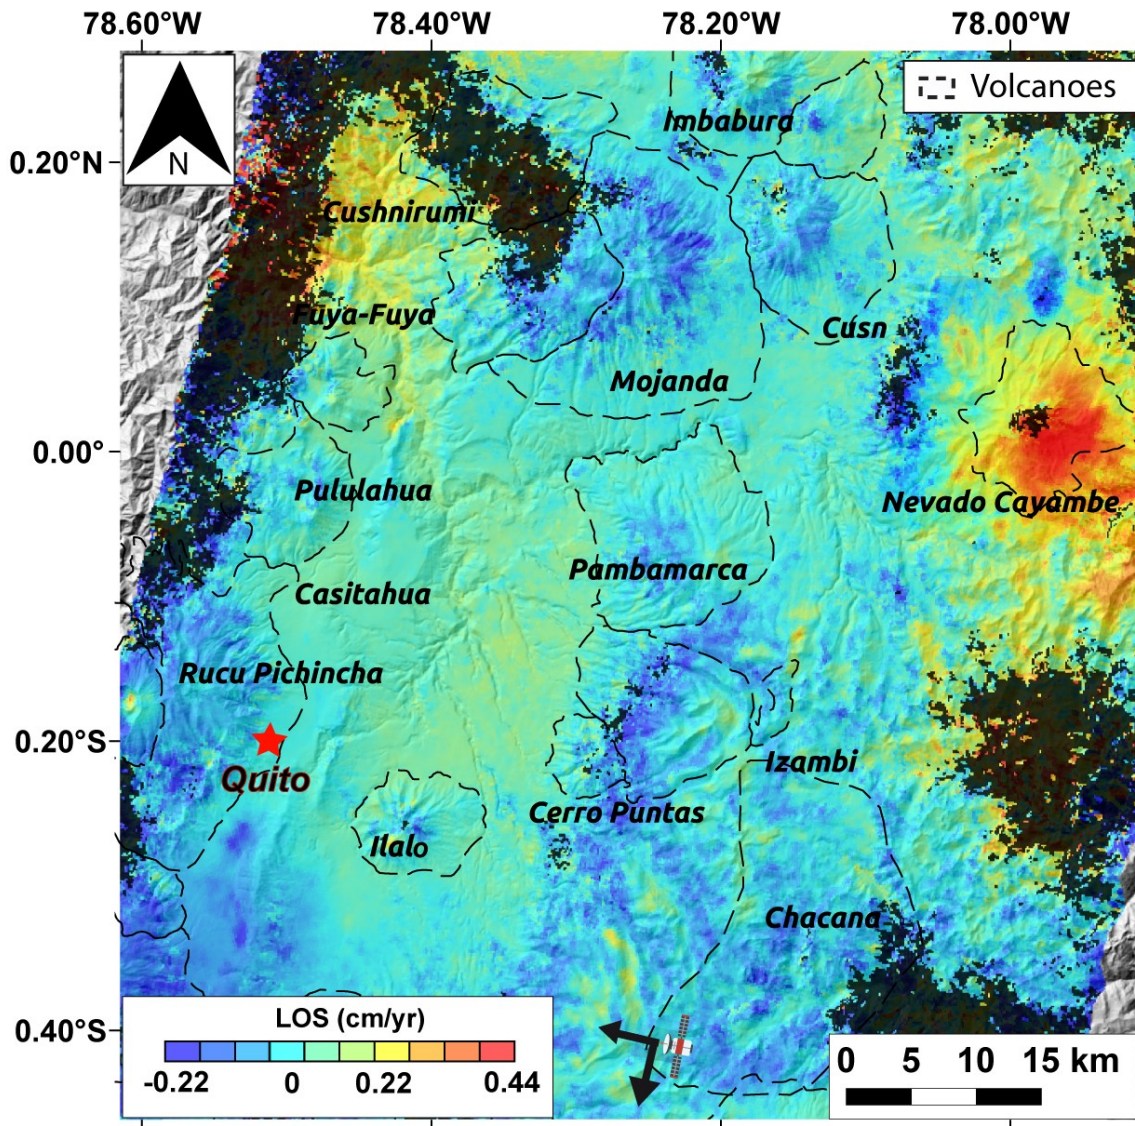 78.60°W 78.40°W 78.20°W 78.00°W
N
Volcanoes
Imbabura
0.20°N
Cushnirumi
Fuya-Fuya
Cusn
Mojanda
0.00°
Pululahua
Nevado Cayambe
Pambamarca
Casitahua
Rucu Pichincha
0.20°S
Quito
Izambi
Cerro Puntas
Ilalo
Chacana
0.40°S
LOS (cm/yr)
-0.22 0 0.22 0.44
0 5 10 15 km